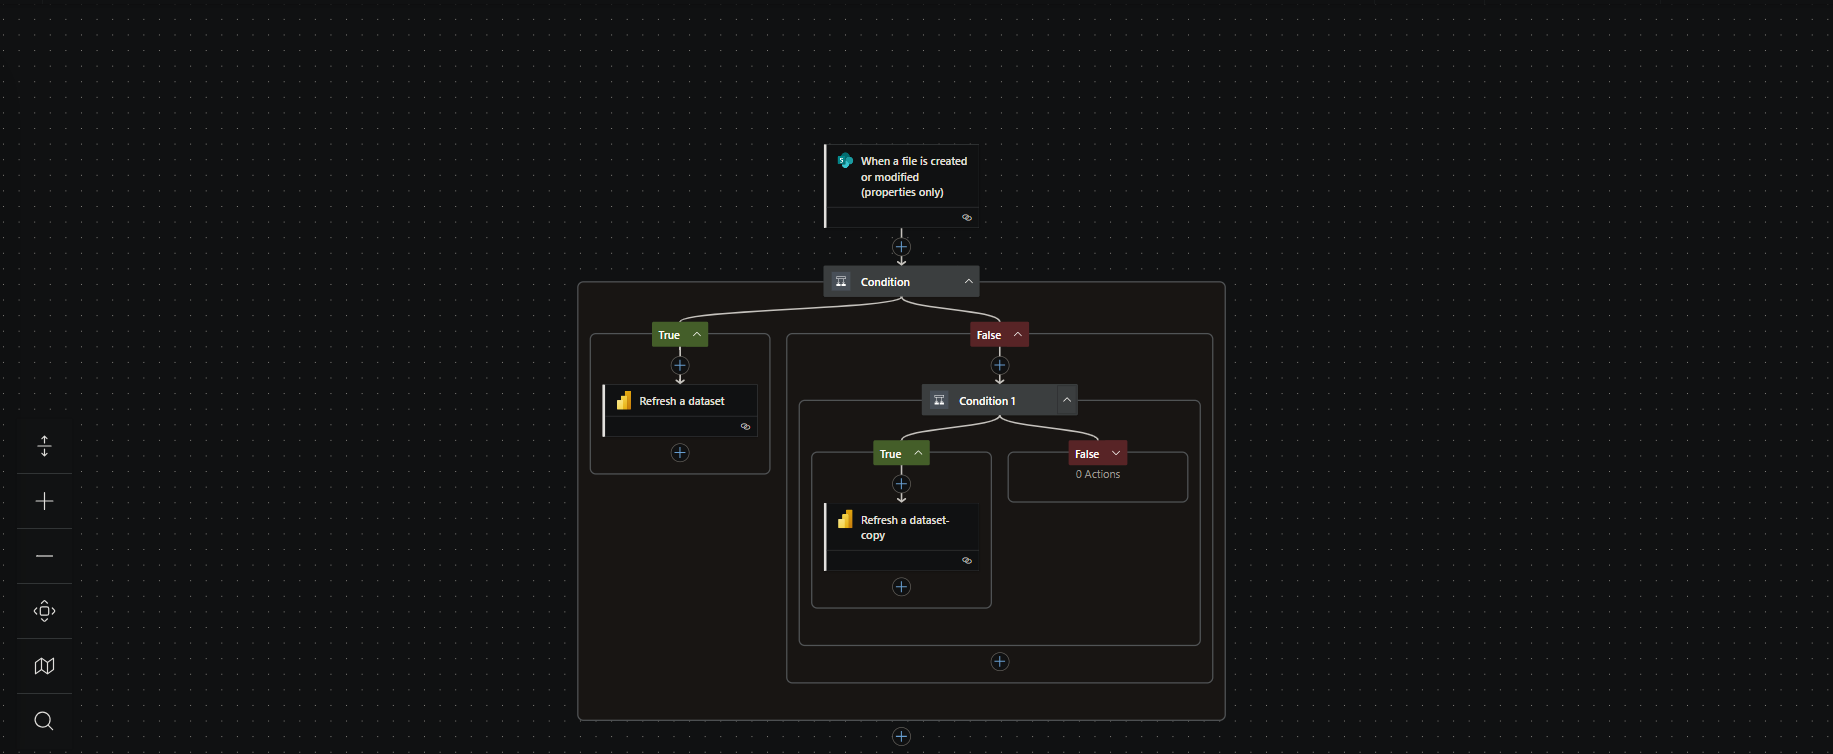 When a file is created
or modified
(properties only)
Condition
True
False
Refresh a dataset
Condition 1
True
False
0 Actions
Refresh a dataset-
copy